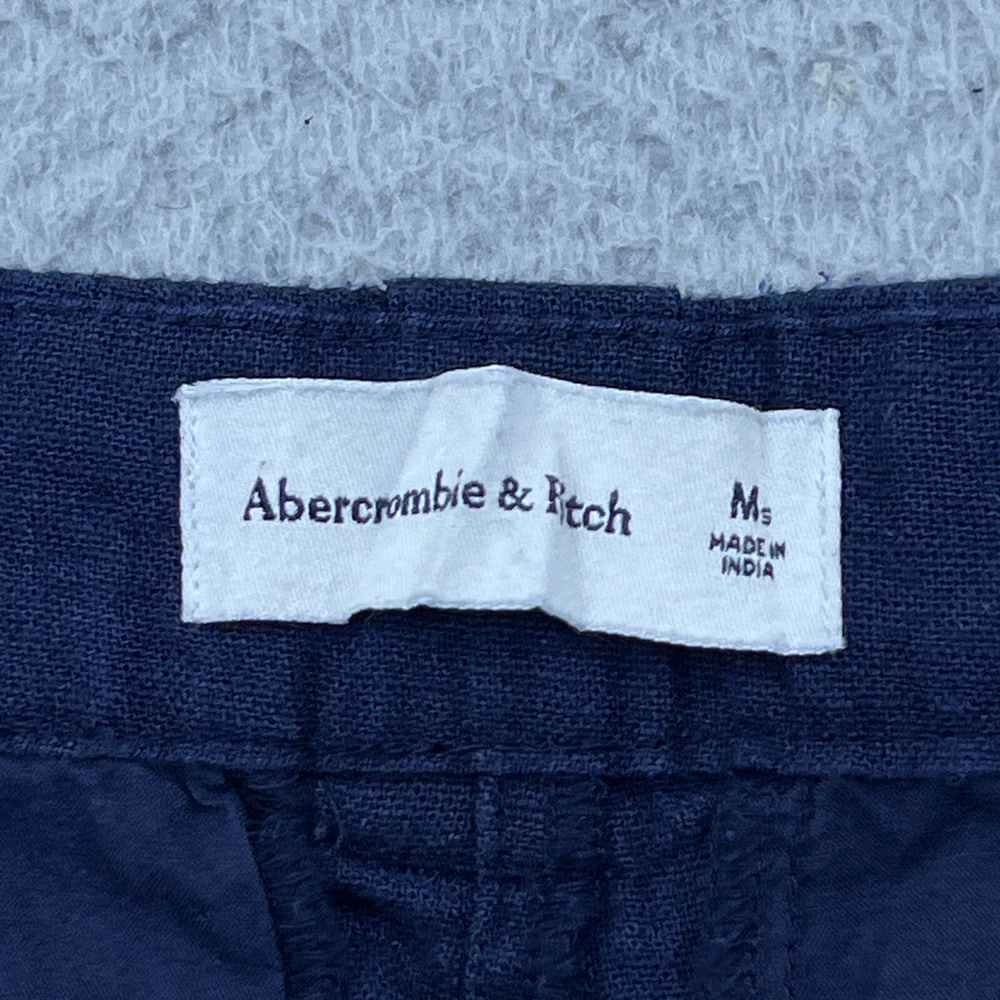 Abercrombie & Fitch
Ms
MADE IN
INDIA